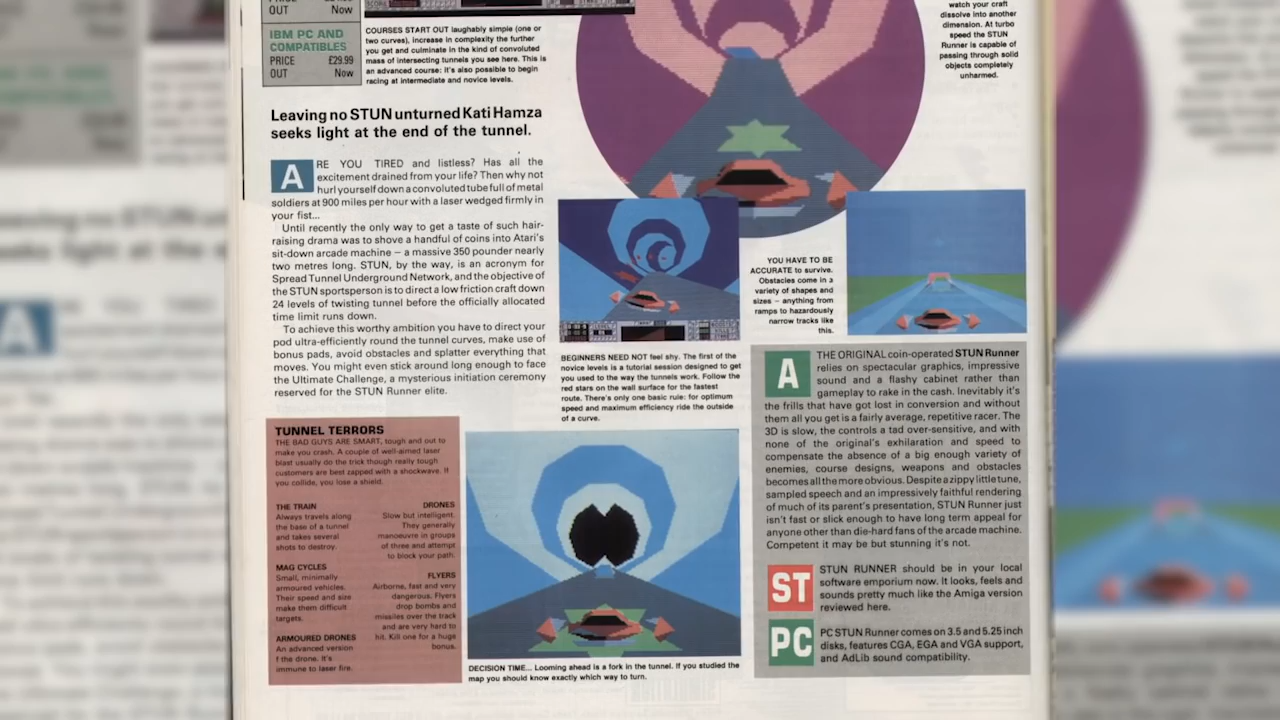 OUT Now
IBM PC AND
COMPATIBLES
PRICE £29.99
OUT Now
COURSES START OUT laughably simple (one or
two curves), increase in complexity the further
you get and culminate in the kind of convoluted
mass of intersecting tunnels you see here. This is
an advanced course: it's also possible to begin
racing at intermediate and novice levels.
watch your craft
dissolve into another
dimension. At turbo
speed the STUN
Runner is capable of
passing through solid
objects completely
unharmed.
Leaving no STUN unturned Kati Hamza
seeks light at the end of the tunnel.
ARE YOU TIRED and listless? Has all the
excitement drained from your life? Then why not
hurl yourself down a convoluted tube full of metal
soldiers at 900 miles per hour with a laser wedged firmly in
your fist...
Until recently the only way to get a taste of such hair-
raising drama was to shove a handful of coins into Atari's
sit-down arcade machine – a massive 350 pounder nearly
two metres long. STUN, by the way, is an acronym for
Spread Tunnel Underground Network, and the objective of
the STUN sportsperson is to direct a low friction craft down
24 levels of twisting tunnel before the officially allocated
time limit runs down.
To achieve this worthy ambition you have to direct your
pod ultra-efficiently round the tunnel curves, make use of
bonus pads, avoid obstacles and splatter everything that
moves. You might even stick around long enough to face
the Ultimate Challenge, a mysterious initiation ceremony
reserved for the STUN Runner elite.
YOU HAVE TO BE
ACCURATE to survive.
Obstacles come in a
variety of shapes and
sizes – anything from
ramps to hazardously
narrow tracks like
this.
BEGINNERS NEED NOT feel shy. The first of the
novice levels is a tutorial session designed to get
you used to the way the tunnels work. Follow the
red stars on the wall surface for the fastest
route. There's only one basic rule: for optimum
speed and maximum efficiency ride the outside
of a curve.
TUNNEL TERRORS
THE BAD GUYS ARE SMART, tough and out to
make you crash. A couple of well-aimed laser
blast usually do the trick though really tough
customers are best zapped with a shockwave. If
you collide, you lose a shield.
THE TRAIN
Always travels along
the base of a tunnel
and takes several
shots to destroy.
MAG CYCLES
Small, minimally
armoured vehicles.
Their speed and size
make them difficult
targets.
ARMOURED DRONES
An advanced version
f the drone. It's
immune to laser fire.
DRONES
Slow but intelligent.
They generally
manoeuvre in groups
of three and attempt
to block your path.
FLYERS
Airborne, fast and very
dangerous. Flyers
drop bombs and
missiles over the track
and are very hard to
hit. Kill one for a huge
bonus.
DECISION TIME... Looming ahead is a fork in the tunnel. If you studied the
map you should know exactly which way to turn.
A THE ORIGINAL coin-operated STUN Runner
relies on spectacular graphics, impressive
sound and a flashy cabinet rather than
gameplay to rake in the cash. Inevitably it's
the frills that have got lost in conversion and without
them all you get is a fairly average, repetitive racer. The
3D is slow, the controls a tad over-sensitive, and with
none of the original's exhilaration and speed to
compensate the absence of a big enough variety of
enemies, course designs, weapons and obstacles
becomes all the more obvious. Despite a zippy little tune,
sampled speech and an impressively faithful rendering
of much of its parent's presentation, STUN Runner just
isn't fast or slick enough to have long term appeal for
anyone other than die-hard fans of the arcade machine.
Competent it may be but stunning it's not.
ST STUN RUNNER should be in your local
software emporium now. It looks, feels and
sounds pretty much like the Amiga version
reviewed here.
PC PC STUN Runner comes on 3.5 and 5.25 inch
disks, features CGA, EGA and VGA support,
and AdLib sound compatibility.